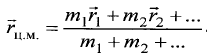 r⃗ц.м. = (m₁r⃗₁ + m₂r⃗₂ + ...) / (m₁ + m₂ + ...).